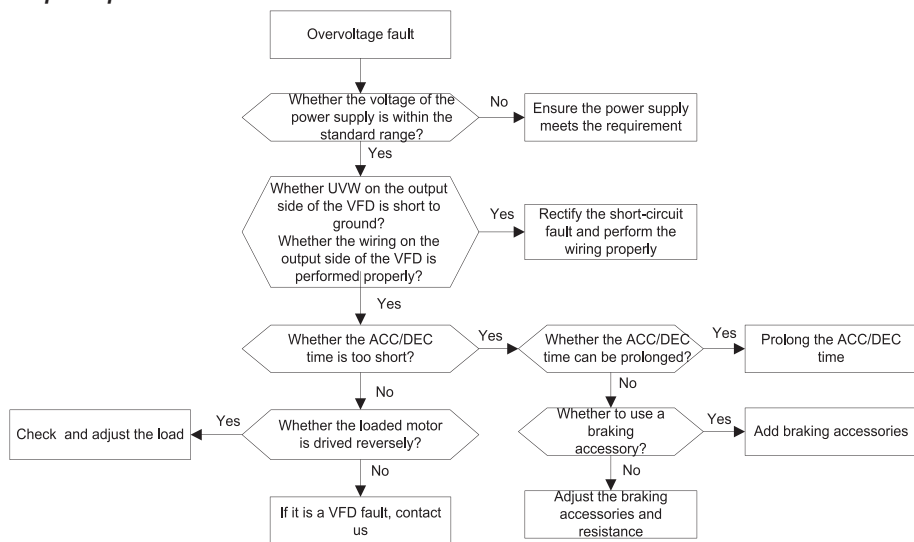 Overvoltage fault
Whether the voltage of the
power supply is within the
standard range?
No
Ensure the power supply
meets the requirement
Yes
Whether UVW on the output
side of the VFD is short to
ground?
Whether the wiring on the
output side of the VFD is
performed properly?
Yes
Rectify the short-circuit
fault and perform the
wiring properly
Yes
Whether the ACC/DEC
time is too short?
Yes
Whether the ACC/DEC
time can be prolonged?
Yes
Prolong the ACC/DEC
time
No
No
Check and adjust the load
Yes
Whether the loaded motor
is drived reversely?
Whether to use a
braking
accessory?
Yes
Add braking accessories
No
No
If it is a VFD fault, contact
us
Adjust the braking
accessories and
resistance